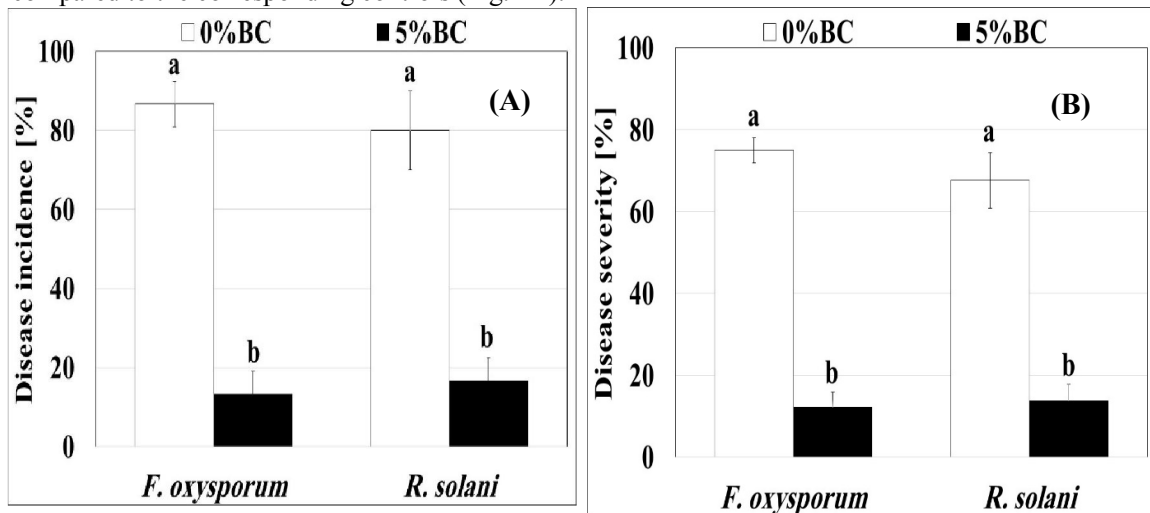 0%BC 5%BC
100
80
60
40
20
0
Disease incidence [%]
(A)
a
b
a
b
F. oxysporum R. solani
0%BC 5%BC
100
80
60
40
20
0
Disease severity [%]
(B)
a
b
a
b
F. oxysporum R. solani